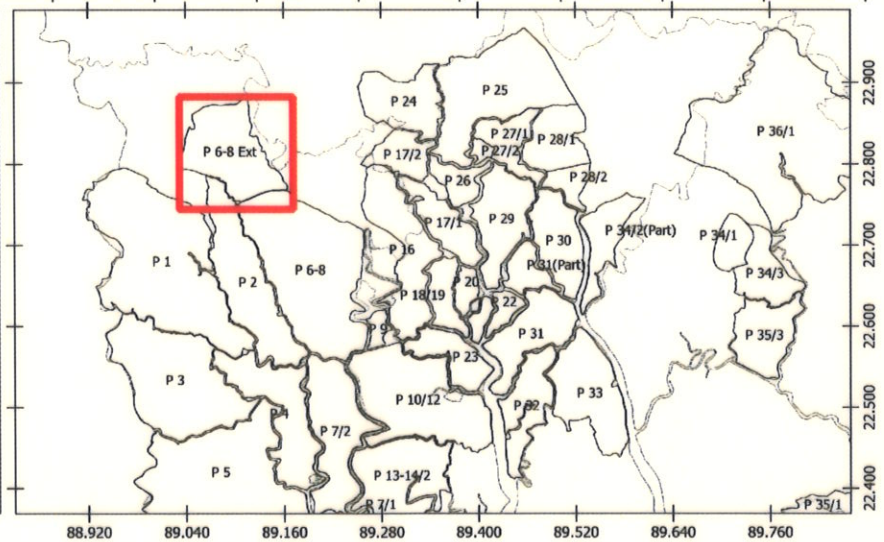 P 25
P 24
22.900
P 36/1
P 27/1
P 28/1
P 6-8 Ext
P 17/2
P 27/2
22.800
P 26
P 28/2
P 17/1
P 29
P 34/2(Part)
P 34/1
P 30
22.700
P 16
P 1
P 6-8
P 31(Part)
P 34/3
P 2
P 20
P 18/19
P 22
22.600
P 9
P 31
P 35/3
P 23
P 3
P 33
P 10/12
P 32
22.500
P 4
P 7/2
P 5
P 13-14/2
22.400
P 7/1
P 35/1
88.920 89.040 89.160 89.280 89.400 89.520 89.640 89.760